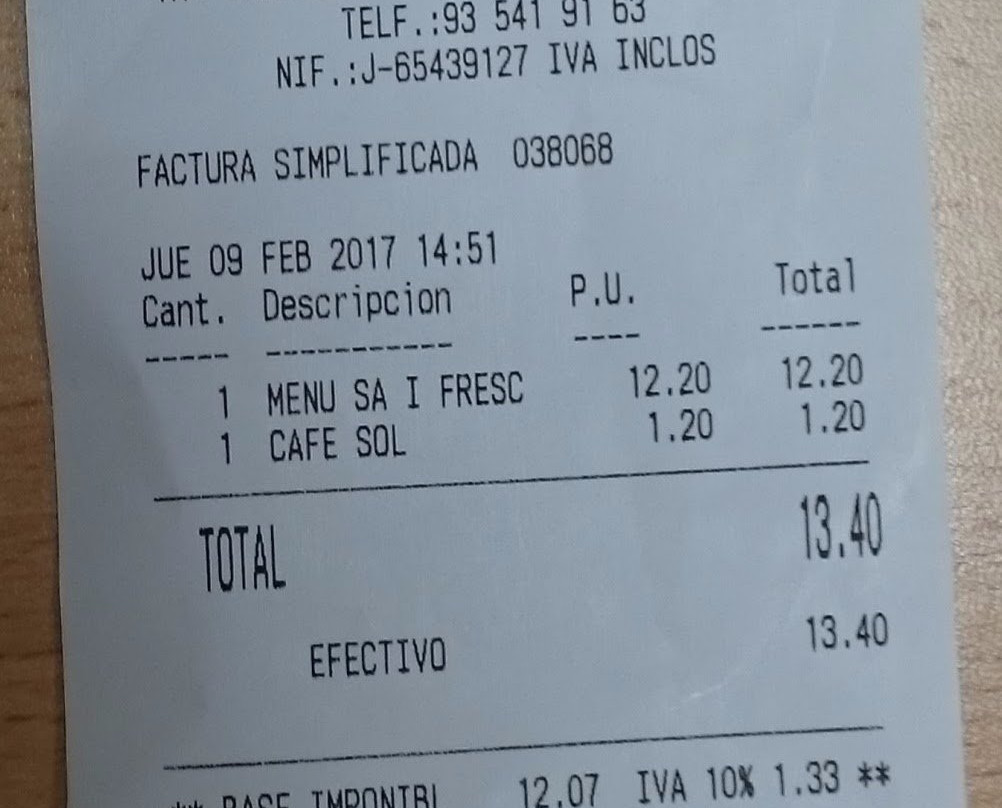 TELF.:93 541 91 63
NIF.:J-65439127 IVA INCLOS
FACTURA SIMPLIFICADA 038068
JUE 09 FEB 2017 14:51
Cant. Descripcion P.U. Total
----- ----------- ---- ------
1 MENU SA I FRESC 12.20 12.20
1 CAFE SOL 1.20 1.20
TOTAL 13.40
EFECTIVO 13.40
** BASE IMPONIBL 12.07 IVA 10% 1.33 **